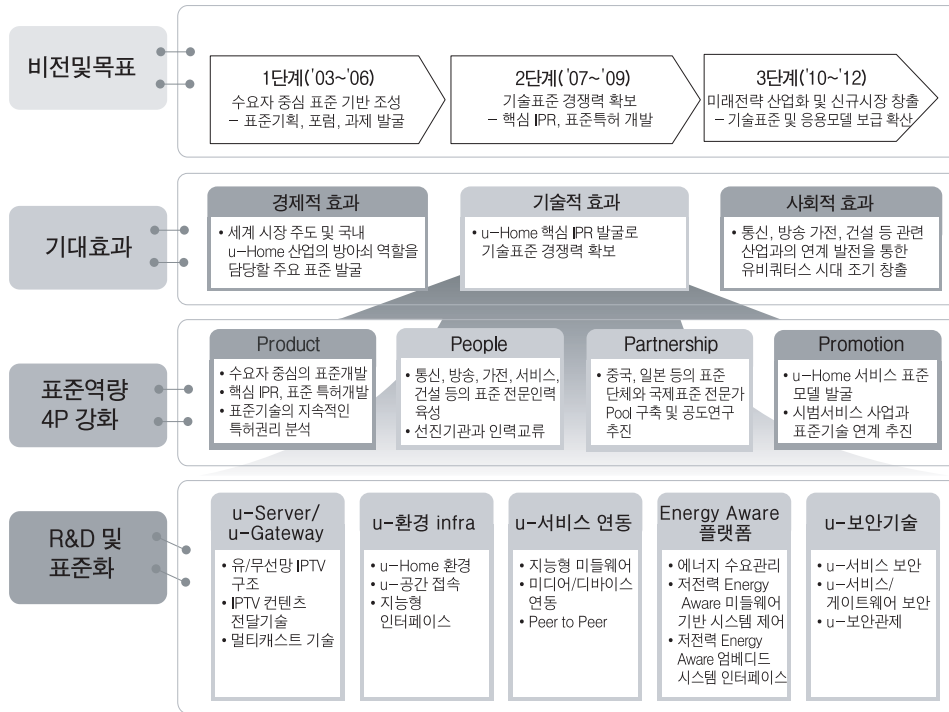 비전및목표
1단계('03~'06)
수요자 중심 표준 기반 조성
– 표준기획, 포럼, 과제 발굴
2단계('07~'09)
기술표준 경쟁력 확보
– 핵심 IPR, 표준특허 개발
3단계('10~'12)
미래전략 산업화 및 신규시장 창출
– 기술표준 및 응용모델 보급 확산
기대효과
경제적 효과
• 세계 시장 주도 및 국내
u-Home 산업의 방아쇠 역할을
담당할 주요 표준 발굴
기술적 효과
• u-Home 핵심 IPR 발굴로
기술표준 경쟁력 확보
사회적 효과
• 통신, 방송 가전, 건설 등 관련
산업과의 연계 발전을 통한
유비쿼터스 시대 조기 창출
표준역량
4P 강화
Product
• 수요자 중심의 표준개발
• 핵심 IPR, 표준 특허개발
• 표준기술의 지속적인
특허권리 분석
People
• 통신, 방송, 가전, 서비스,
건설 등의 표준 전문인력
육성
• 선진기관과 인력교류
Partnership
• 중국, 일본 등의 표준
단체와 국제표준 전문가
Pool 구축 및 공도연구
추진
Promotion
• u-Home 서비스 표준
모델 발굴
• 시범서비스 사업과
표준기술 연계 추진
R&D 및
표준화
u-Server/
u-Gateway
• 유/무선망 IPTV
구조
• IPTV 컨텐츠
전달기술
• 멀티캐스트 기술
u-환경 infra
• u-Home 환경
• u-공간 접속
• 지능형
인터페이스
u-서비스 연동
• 지능형 미들웨어
• 미디어/디바이스
연동
• Peer to Peer
Energy Aware
플랫폼
• 에너지 수요관리
• 저전력 Energy
Aware 미들웨어
기반 시스템 제어
• 저전력 Energy
Aware 엄베디드
시스템 인터페이스
u-보안기술
• u-서비스 보안
• u-서비스/
게이트웨어 보안
• u-보안관제